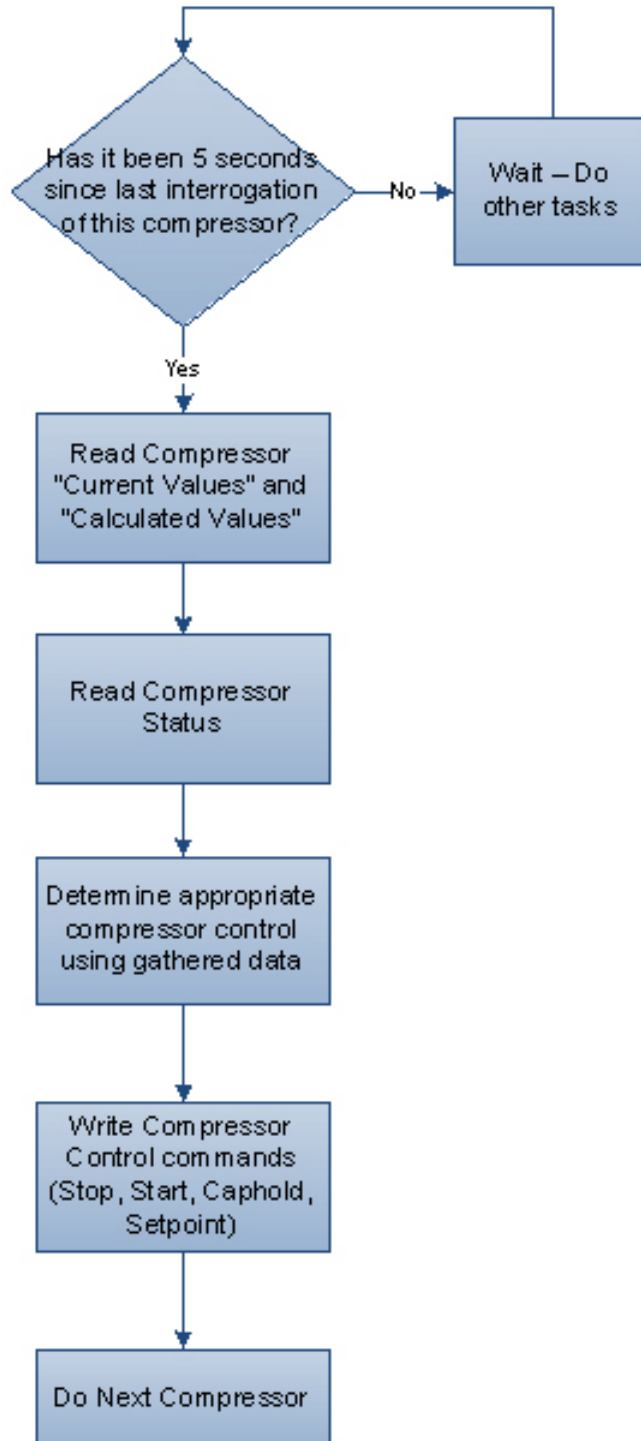 Has it been 5 seconds
since last interrogation
of this compressor?
No
Wait – Do
other tasks
Yes
Read Compressor
"Current Values" and
"Calculated Values"
Read Compressor
Status
Determine appropriate
compressor control
using gathered data
Write Compressor
Control commands
(Stop, Start, Caphold,
Setpoint)
Do Next Compressor